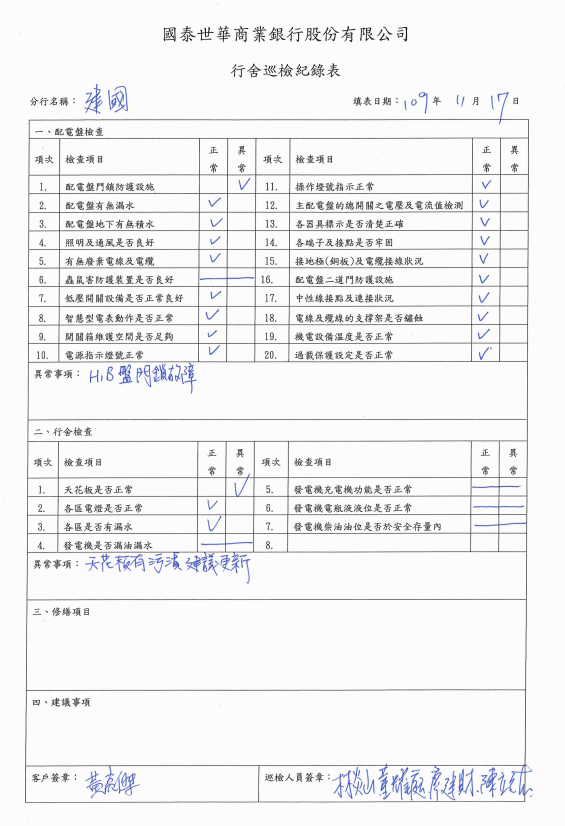 國泰世華商業銀行股份有限公司
行舍巡檢紀錄表
分行名稱： 建國 填表日期：109年 11月 17日
一、配電盤檢查
項次 檢查項目 正常 異常 項次 檢查項目 正常 異常
1. 配電盤門鎖防護設施 ✓ 11. 操作燈號指示正常 ✓
2. 配電盤有無漏水 ✓ 12. 主配電盤的總開關之電壓及電流值檢測 ✓
3. 配電盤地下有無積水 ✓ 13. 各器具標示是否清楚正確 ✓
4. 照明及通風是否良好 ✓ 14. 各端子及接點是否牢固 ✓
5. 有無廢棄電線及電纜 ✓ 15. 接地極(銅板)及電纜接線狀況 ✓
6. 蟲鼠害防護裝置是否良好 — 16. 配電盤二道門防護設施 ✓
7. 低壓開關設備是否正常良好 ✓ 17. 中性線接點及連接狀況 ✓
8. 智慧型電表動作是否正常 ✓ 18. 電線及纜線的支撐架是否鏽蝕 ✓
9. 開關箱維護空間是否足夠 ✓ 19. 機電設備溫度是否正常 ✓
10. 電源指示燈號正常 ✓ 20. 過載保護設定是否正常 ✓
異常事項： H1B盤門鎖故障
二、行舍檢查
項次 檢查項目 正常 異常 項次 檢查項目 正常 異常
1. 天花板是否正常 ✓ 5. 發電機充電機功能是否正常 —
2. 各區電燈是否正常 ✓ 6. 發電機電瓶液液位是否正常 —
3. 各區是否有漏水 ✓ 7. 發電機柴油油位是否於安全存量內 —
4. 發電機是否漏油漏水 — 8.
異常事項： 天花板有污漬 建議更新
三、修繕項目
四、建議事項
客戶簽章： 巡檢人員簽章：